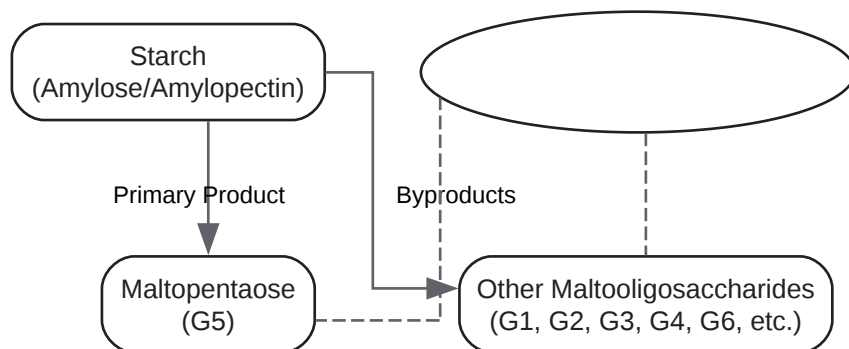 Starch
(Amylose/Amylopectin)
Primary Product
Byproducts
Maltopentaose
(G5)
Other Maltooligosaccharides
(G1, G2, G3, G4, G6, etc.)